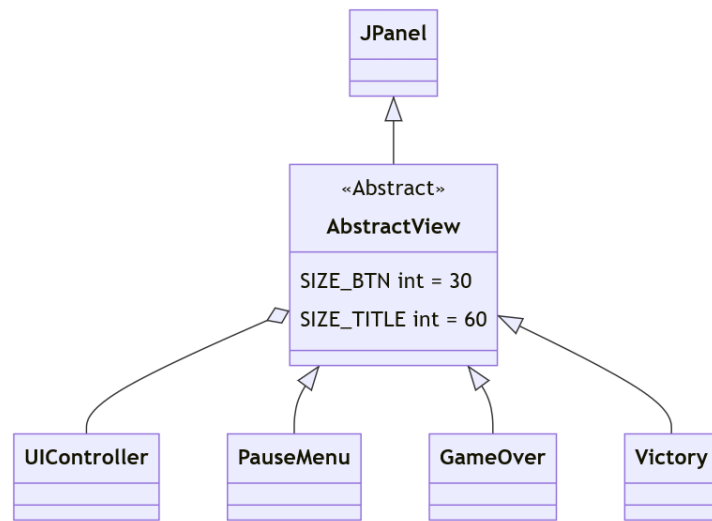 JPanel
«Abstract»
AbstractView
SIZE_BTN int = 30
SIZE_TITLE int = 60
UIController
PauseMenu
GameOver
Victory